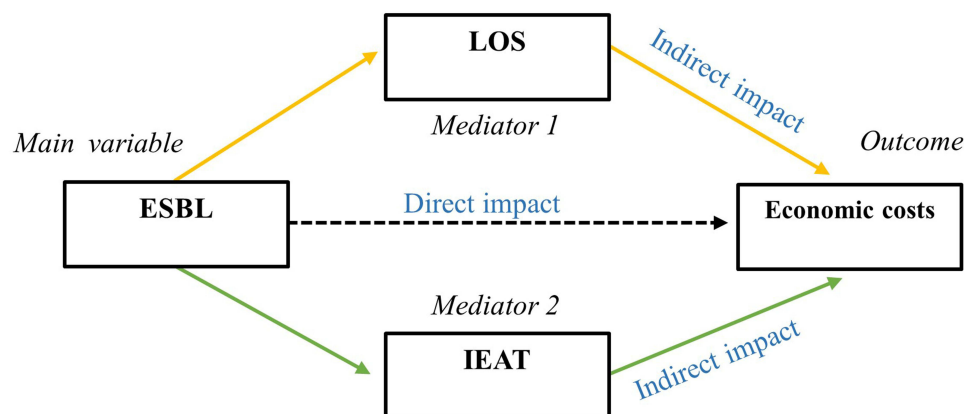 LOS
Indirect impact
Mediator 1
Main variable
Outcome
ESBL
Direct impact
Economic costs
Mediator 2
IEAT
Indirect impact